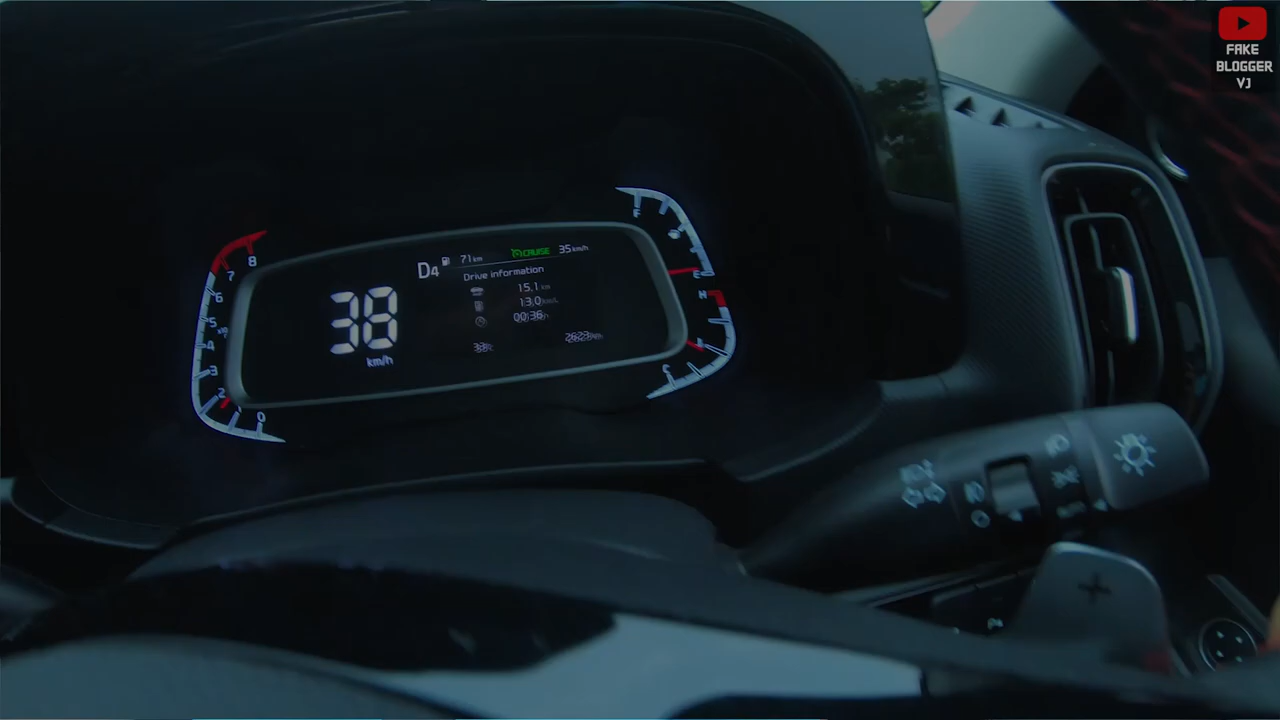 FAKE
BLOGGER
VJ
D4 71km CRUISE 35km/h
Drive information
15.1 km
13.0
00:36
38
km/h
8
7
6
5
4
3
2
1
0
F
E
H
C